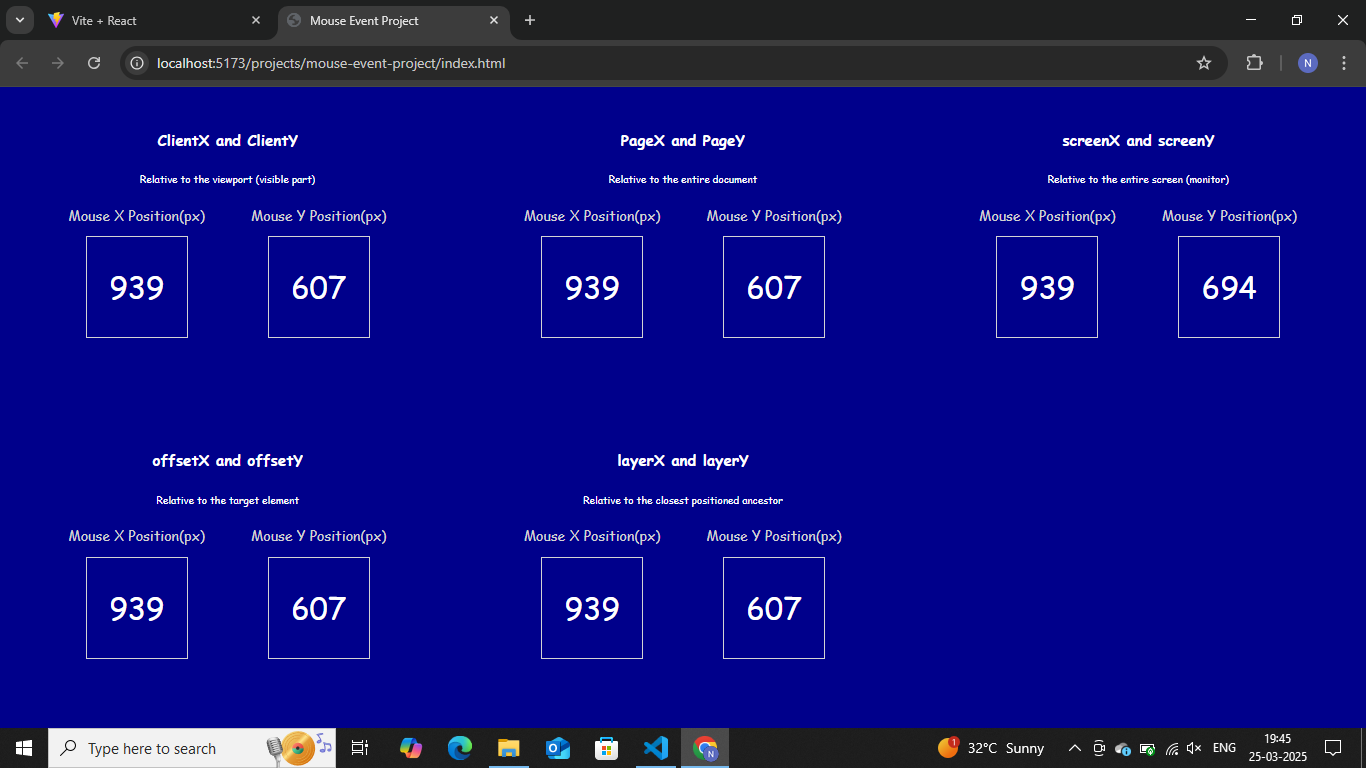 Vite + React
Mouse Event Project
localhost:5173/projects/mouse-event-project/index.html
N
ClientX and ClientY
Relative to the viewport (visible part)
Mouse X Position(px) Mouse Y Position(px)
939 607
PageX and PageY
Relative to the entire document
Mouse X Position(px) Mouse Y Position(px)
939 607
screenX and screenY
Relative to the entire screen (monitor)
Mouse X Position(px) Mouse Y Position(px)
939 694
offsetX and offsetY
Relative to the target element
Mouse X Position(px) Mouse Y Position(px)
939 607
layerX and layerY
Relative to the closest positioned ancestor
Mouse X Position(px) Mouse Y Position(px)
939 607
Type here to search
1
32°C Sunny
ENG
19:45
25-03-2025